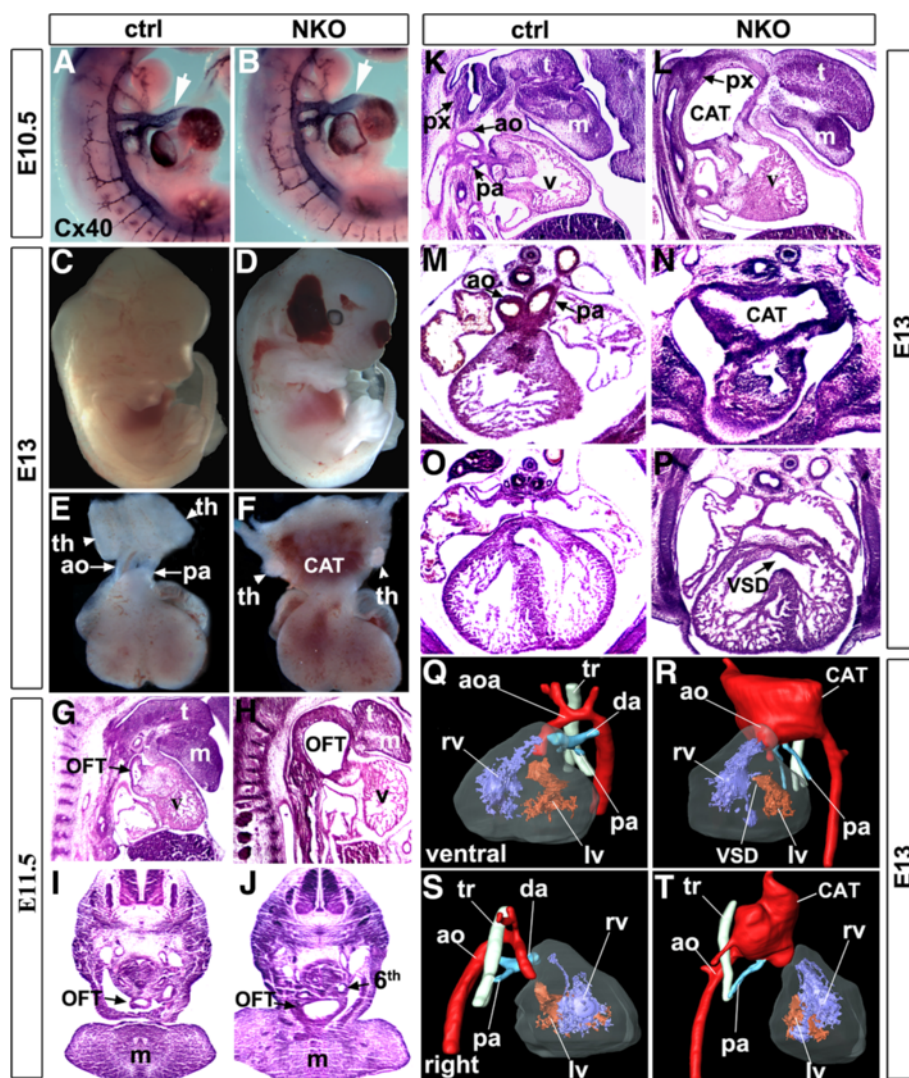 ctrl
NKO
ctrl
NKO
E10.5
E13
E11.5
E13
E13
A
Cx40
B
C
D
E
th
th
ao
pa
F
CAT
th
th
G
t
OFT
m
v
H
t
OFT
m
v
I
OFT
m
J
6th
OFT
m
K
t
px
ao
m
pa
v
L
t
px
CAT
m
v
M
ao
pa
N
CAT
O
P
VSD
Q
tr
aoa
da
rv
pa
lv
ventral
R
CAT
ao
rv
pa
VSD
lv
S
tr
da
ao
rv
pa
lv
right
T
tr
CAT
ao
rv
pa
lv